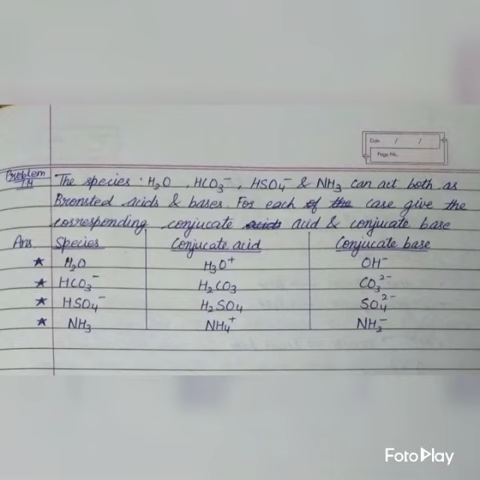 Date / /
Page No.
Problem The species H₂O, HCO₃⁻, HSO₄⁻ & NH₃ can act both as
Bronsted acids & bases. For each of the case give the
corresponding conjucate acids acid & conjucate base
Ans Species Conjucate acid Conjucate base
★ H₂O H₃O⁺ OH⁻
★ HCO₃⁻ H₂CO₃ CO₃²⁻
★ HSO₄⁻ H₂SO₄ SO₄²⁻
★ NH₃ NH₄⁺ NH₂⁻
FotoPlay